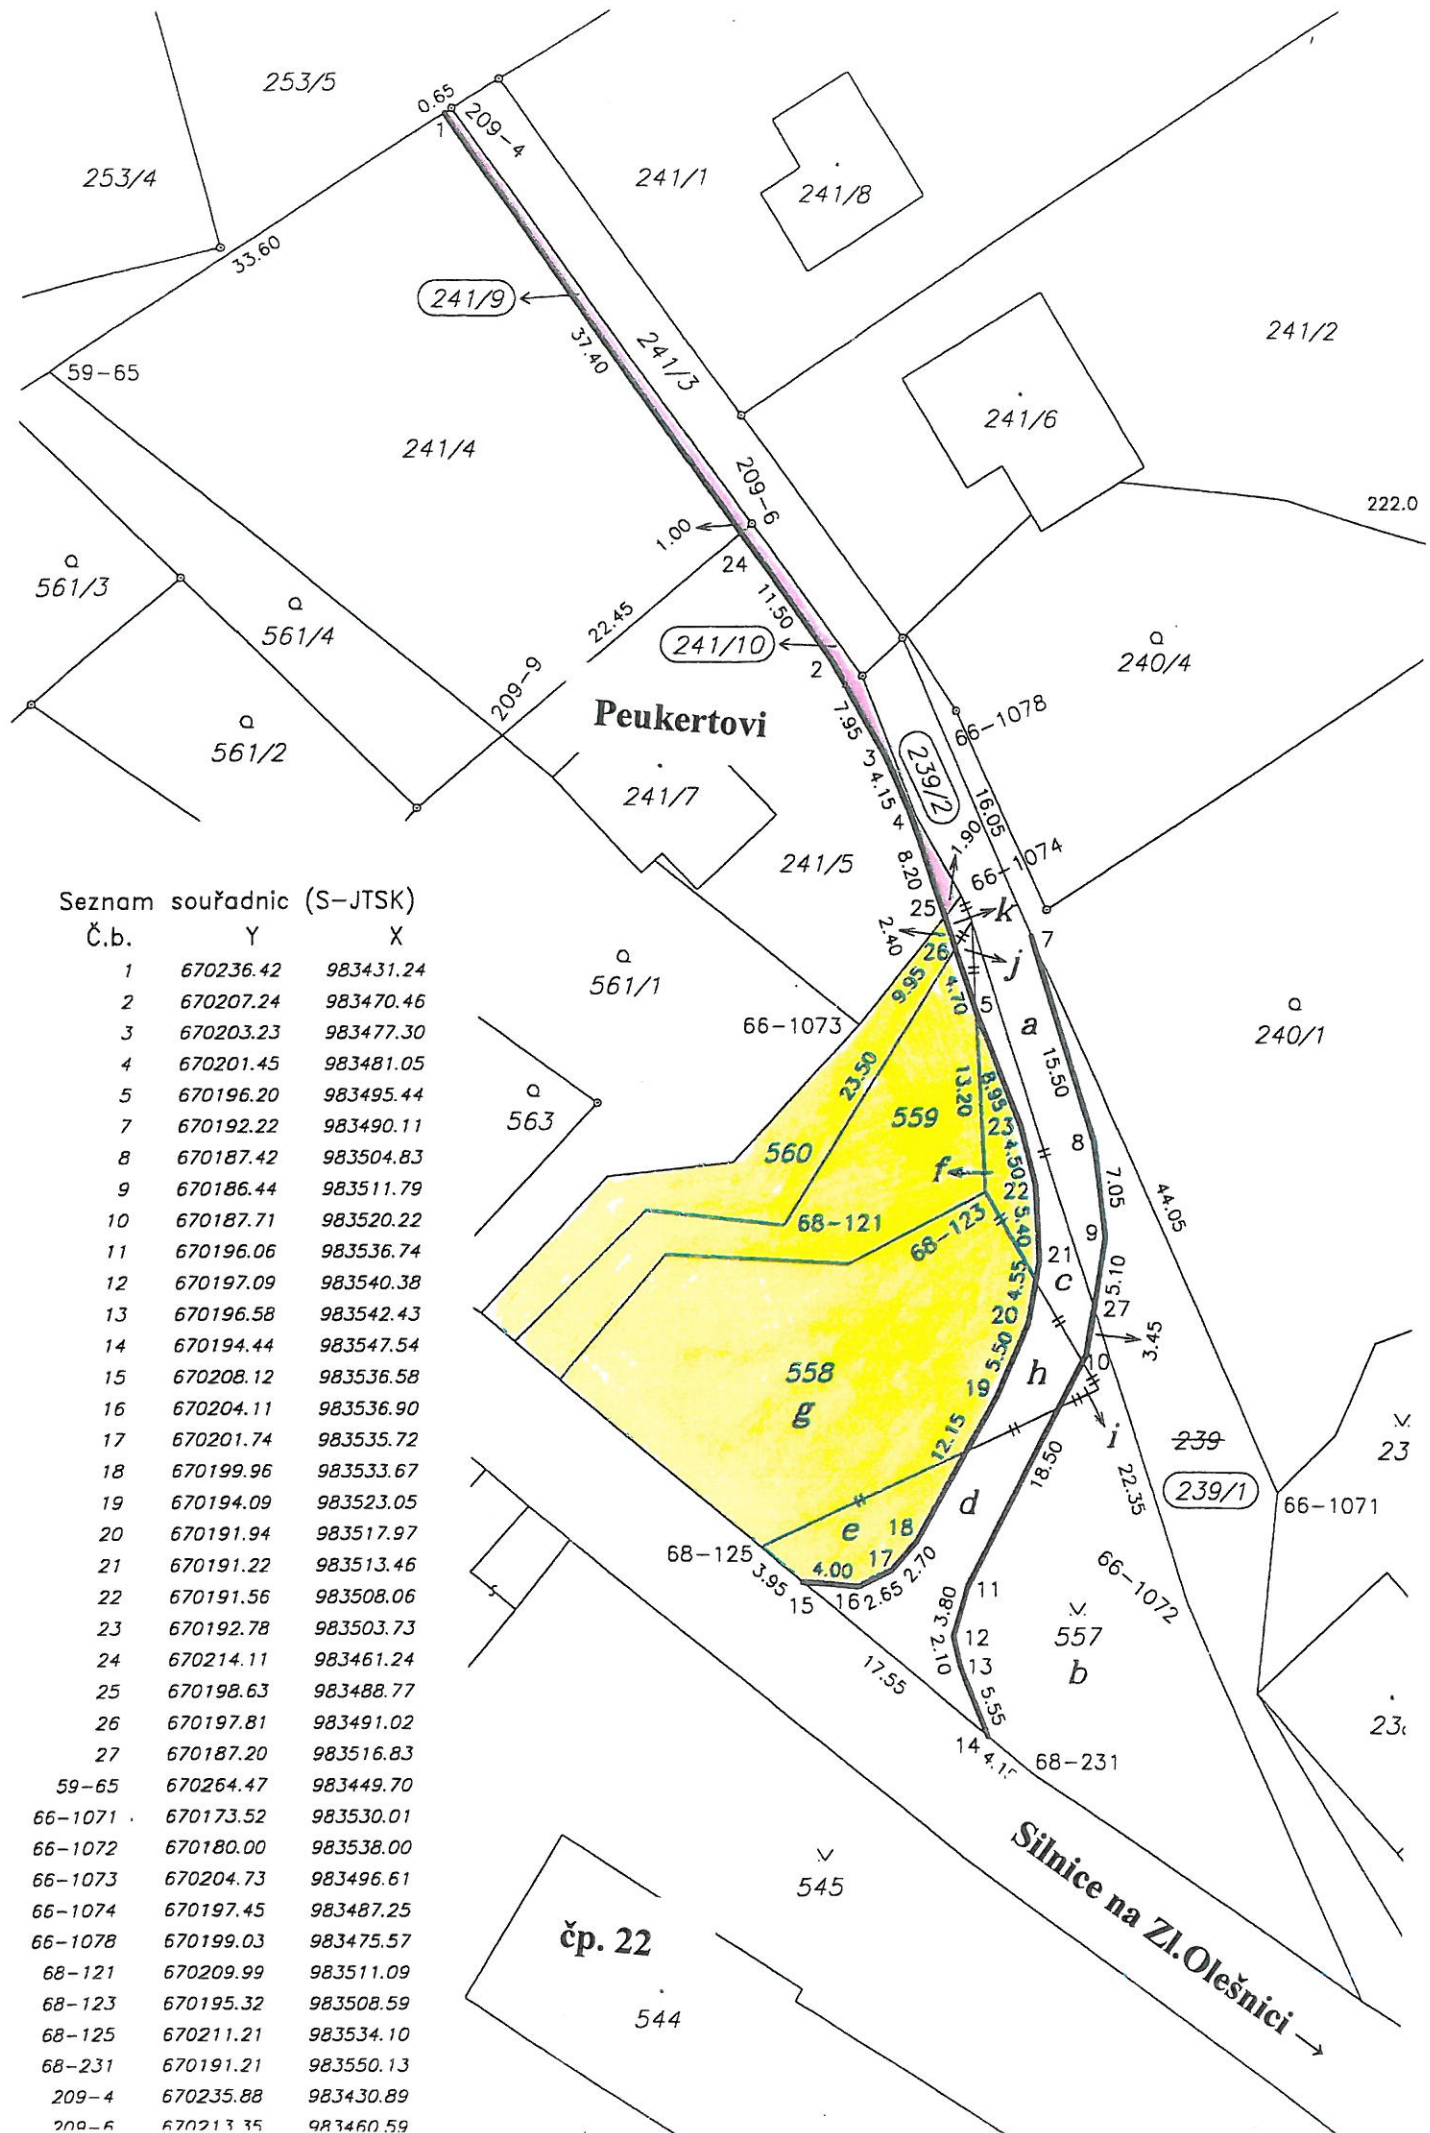 253/5
0.65
209-4
1
253/4
241/1
241/8
33.60
241/9
37.40
241/3
241/2
59-65
241/6
241/4
209-6
222.0
1.00
24
561/3
11.50
22.45
561/4
241/10
2
240/4
209-9
Peukertovi
7.95
66-1078
561/2
3
239/2
241/7
4.15
16.05
4
1.90
241/5
8.20
66-1074
25
k
2.40
7
26
j
561/1
9.95
4.70
5
66-1073
a
240/1
15.50
23.50
13.20
8.95
563
559
23
8
560
4.50
f
22
7.05
44.05
68-121
68-123
5.40
9
21
c
5.10
4.55
27
20
3.45
5.50
10
558
h
19
g
i
12.15
239
23
18.50
22.35
239/1
66-1071
d
e
18
68-125
17
4.00
2.70
3.95
15
16
2.65
66-1072
11
3.80
12
557
2.10
13
b
17.55
5.55
14
68-231
Silnice na Zl.Olešnici →
545
čp. 22
544
Seznam souřadnic (S-JTSK)
Č.b. Y X
1 670236.42 983431.24
2 670207.24 983470.46
3 670203.23 983477.30
4 670201.45 983481.05
5 670196.20 983495.44
7 670192.22 983490.11
8 670187.42 983504.83
9 670186.44 983511.79
10 670187.71 983520.22
11 670196.06 983536.74
12 670197.09 983540.38
13 670196.58 983542.43
14 670194.44 983547.54
15 670208.12 983536.58
16 670204.11 983536.90
17 670201.74 983535.72
18 670199.96 983533.67
19 670194.09 983523.05
20 670191.94 983517.97
21 670191.22 983513.46
22 670191.56 983508.06
23 670192.78 983503.73
24 670214.11 983461.24
25 670198.63 983488.77
26 670197.81 983491.02
27 670187.20 983516.83
59-65 670264.47 983449.70
66-1071 670173.52 983530.01
66-1072 670180.00 983538.00
66-1073 670204.73 983496.61
66-1074 670197.45 983487.25
66-1078 670199.03 983475.57
68-121 670209.99 983511.09
68-123 670195.32 983508.59
68-125 670211.21 983534.10
68-231 670191.21 983550.13
209-4 670235.88 983430.89
209-6 670213.35 983460.59